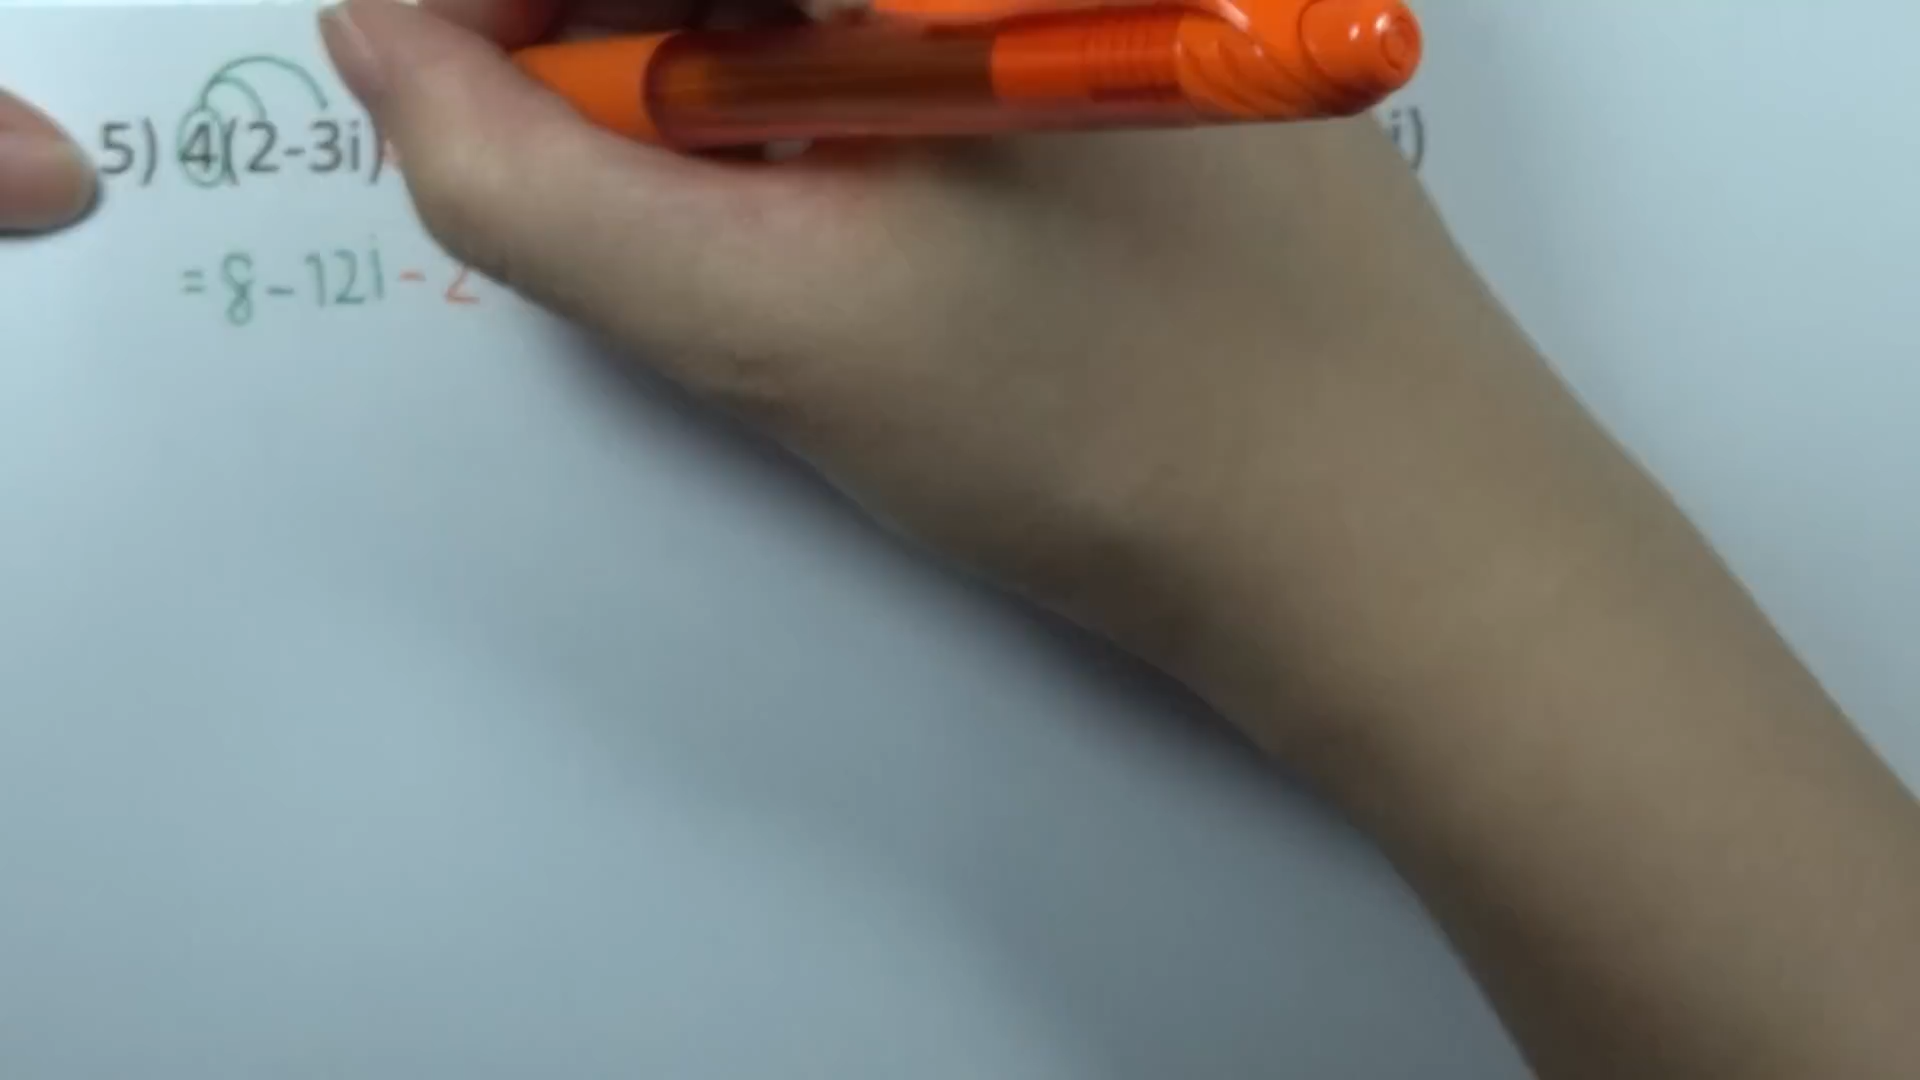 5) 4(2-3i) i)
= 8 - 12i - 2